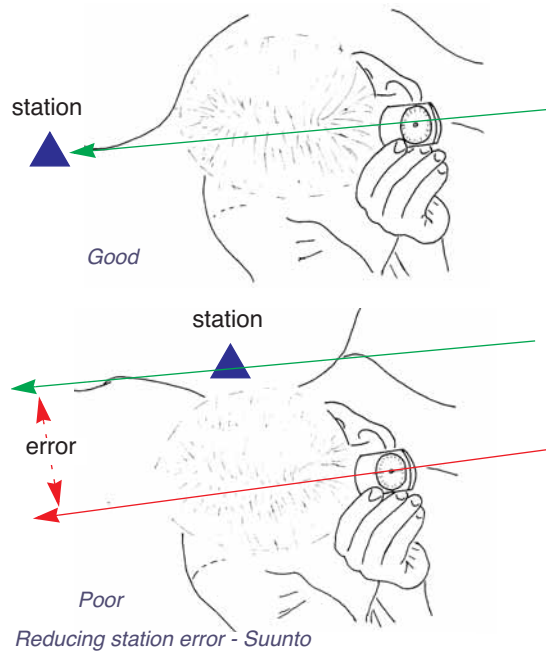 station
Good
station
error
Poor
Reducing station error - Suunto